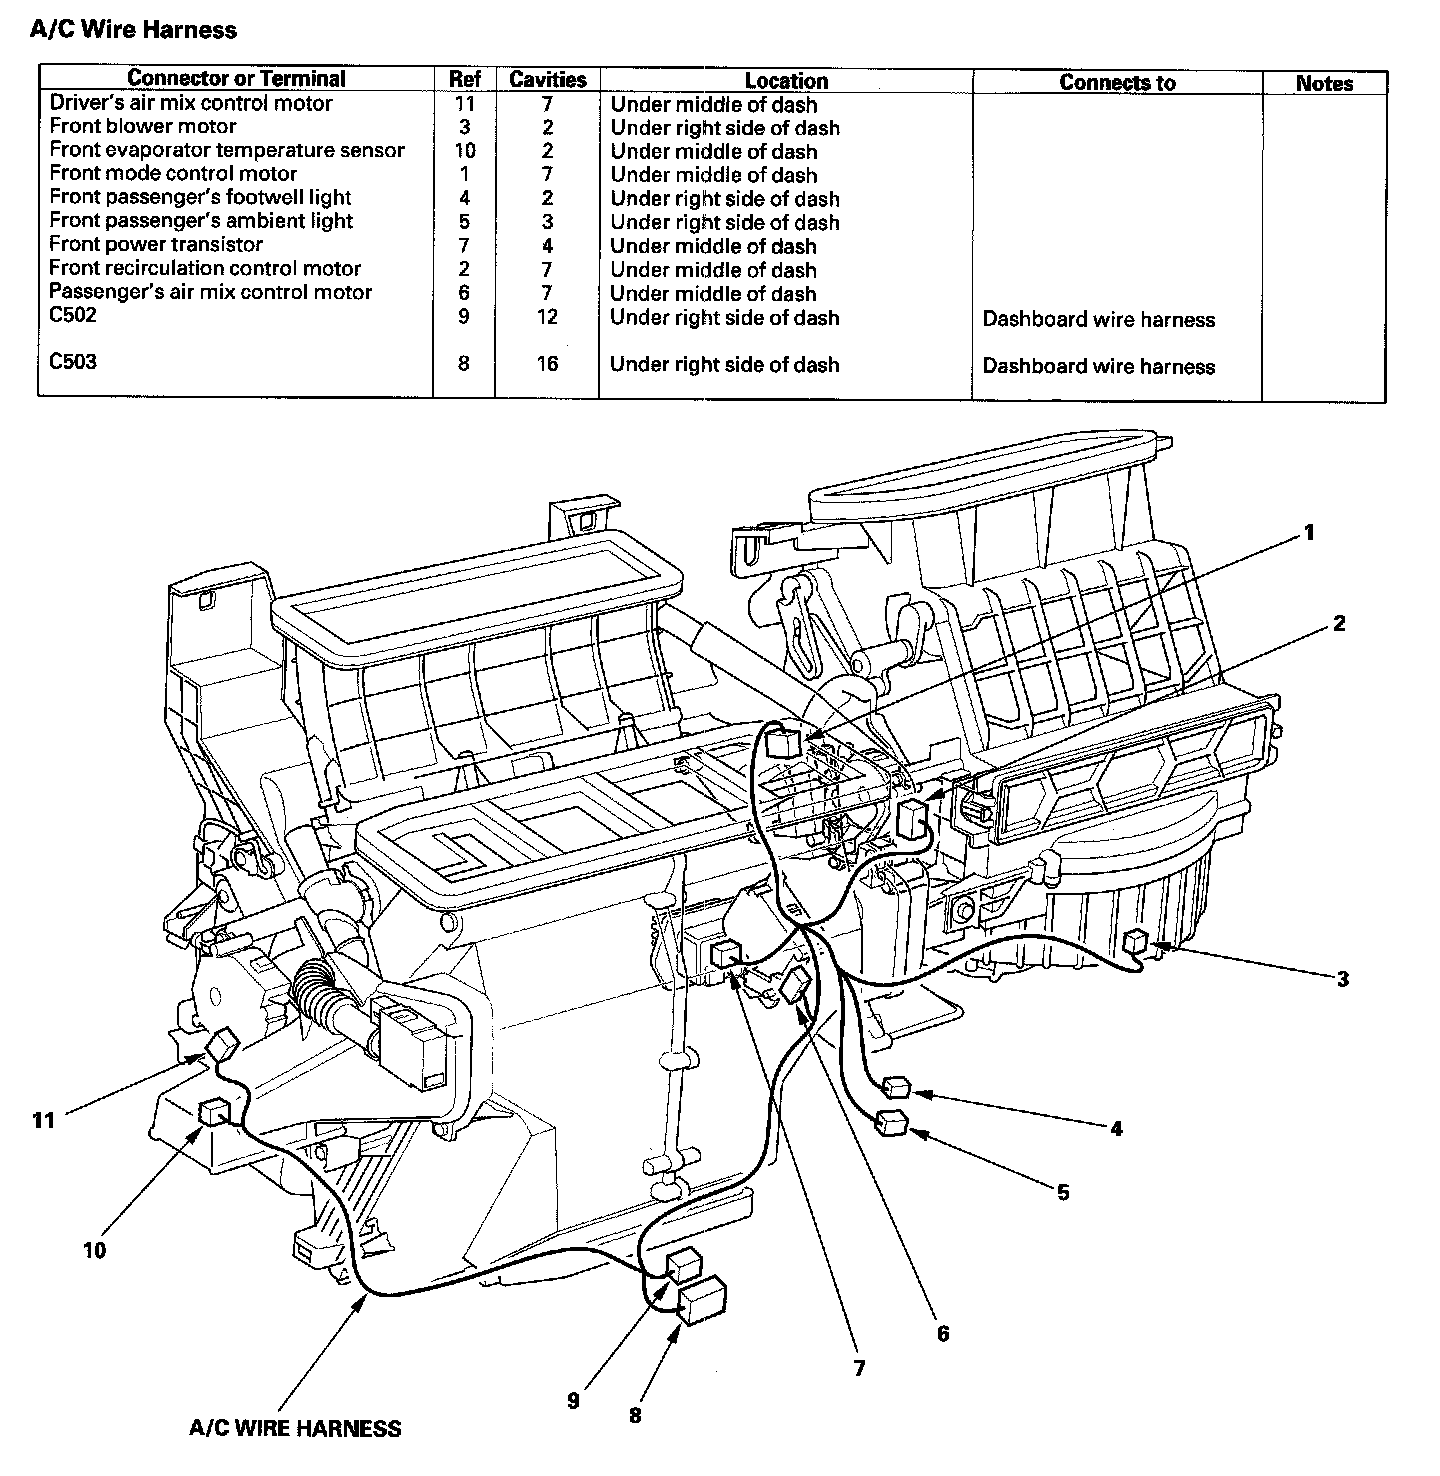 A/C Wire Harness
Connector or Terminal Ref Cavities Location Connects to Notes
Driver's air mix control motor 11 7 Under middle of dash
Front blower motor 3 2 Under right side of dash
Front evaporator temperature sensor 10 2 Under middle of dash
Front mode control motor 1 7 Under middle of dash
Front passenger's footwell light 4 2 Under right side of dash
Front passenger's ambient light 5 3 Under right side of dash
Front power transistor 7 4 Under middle of dash
Front recirculation control motor 2 7 Under middle of dash
Passenger's air mix control motor 6 7 Under middle of dash
C502 9 12 Under right side of dash Dashboard wire harness
C503 8 16 Under right side of dash Dashboard wire harness
1
2
3
4
5
6
7
8
9
10
11
A/C WIRE HARNESS